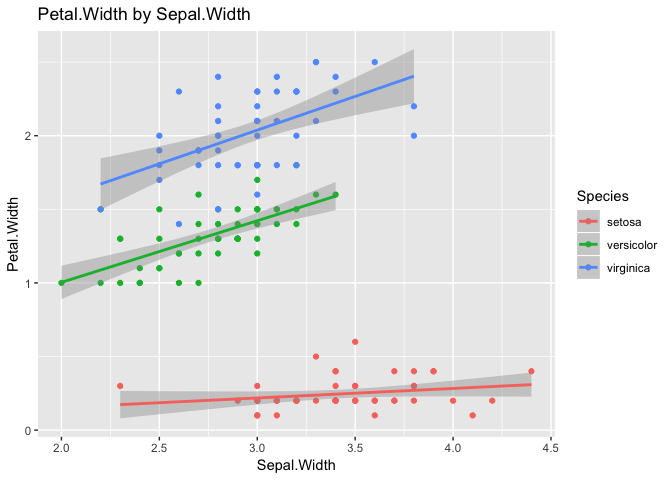 Petal.Width by Sepal.Width
2
1
0
Petal.Width
2.0 2.5 3.0 3.5 4.0 4.5
Sepal.Width
Species
setosa
versicolor
virginica